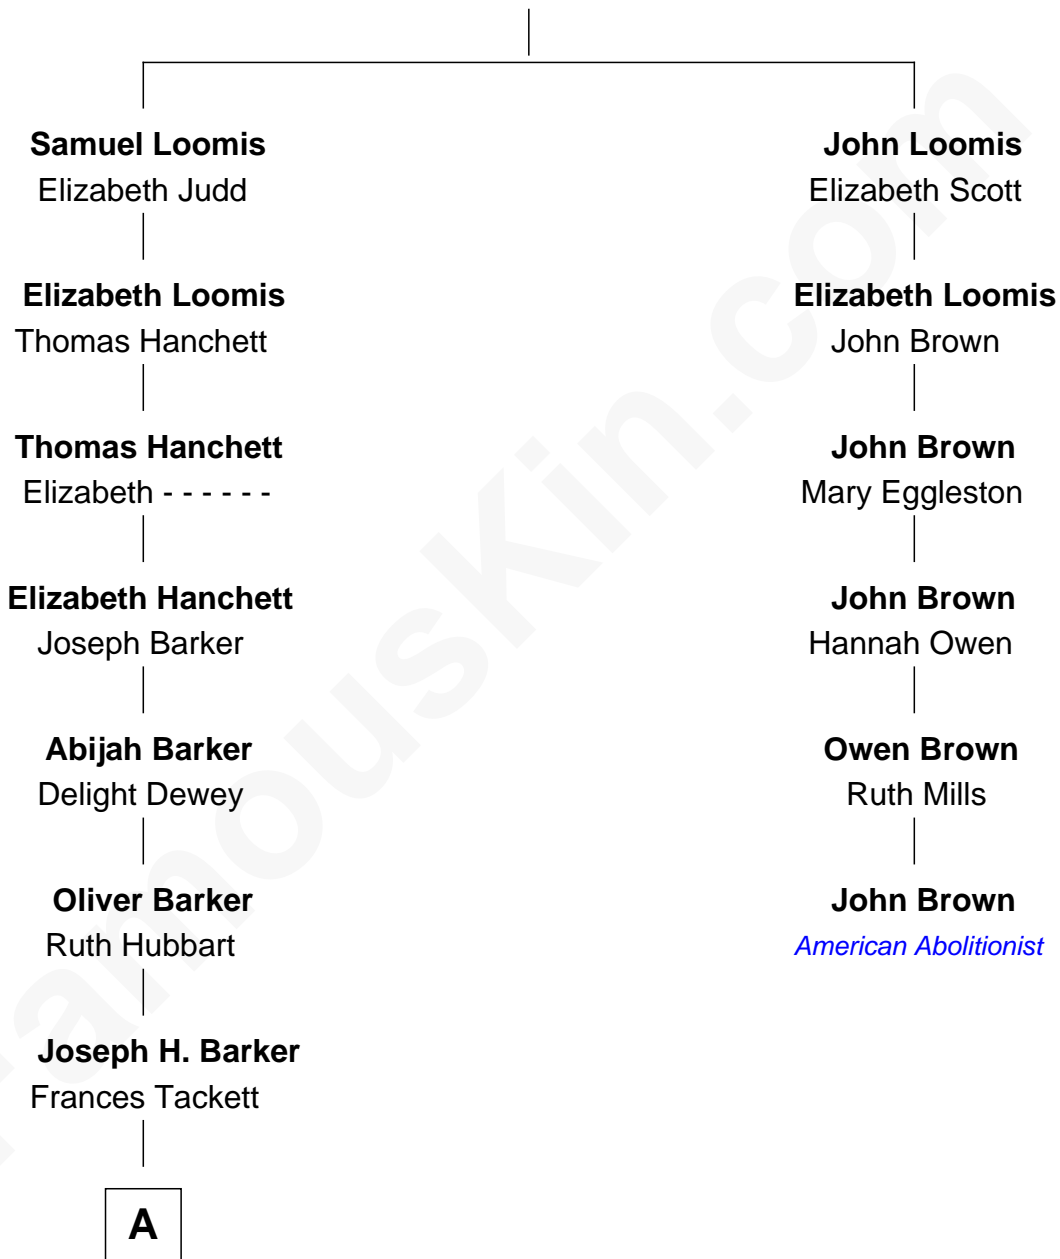 Samuel Loomis
Elizabeth Judd
Elizabeth Loomis
Thomas Hanchett
Thomas Hanchett
Elizabeth - - - - - -
Elizabeth Hanchett
Joseph Barker
Abijah Barker
Delight Dewey
Oliver Barker
Ruth Hubbart
Joseph H. Barker
Frances Tackett
A
John Loomis
Elizabeth Scott
Elizabeth Loomis
John Brown
John Brown
Mary Eggleston
John Brown
Hannah Owen
Owen Brown
Ruth Mills
John Brown
American Abolitionist
FamousKin.com